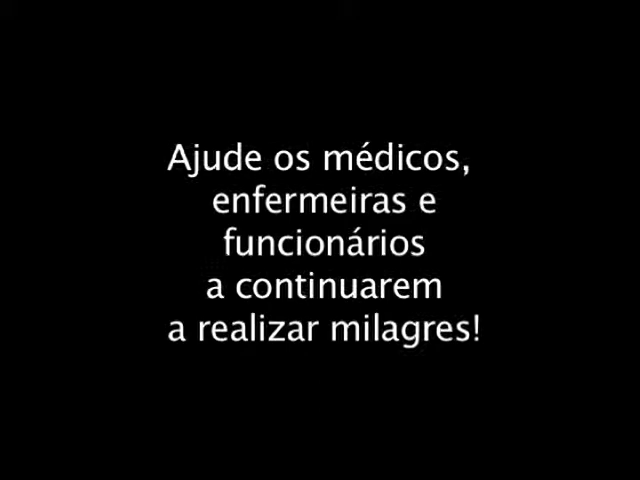 Ajude os médicos,
enfermeiras e
funcionários
a continuarem
a realizar milagres!